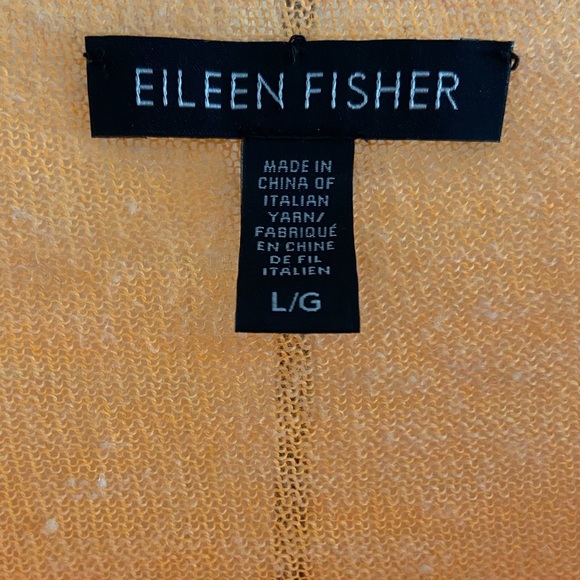 EILEEN FISHER
MADE IN
CHINA OF
ITALIAN
YARN/
FABRIQUÉ
EN CHINE
DE FIL
ITALIEN
L/G